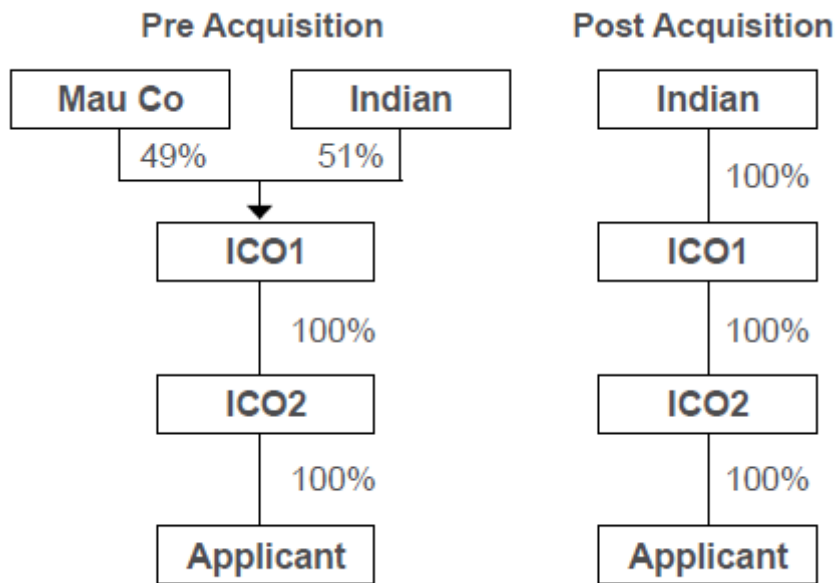 Pre Acquisition
Mau Co
Indian
49%
51%
ICO1
100%
ICO2
100%
Applicant
Post Acquisition
Indian
100%
ICO1
100%
ICO2
100%
Applicant